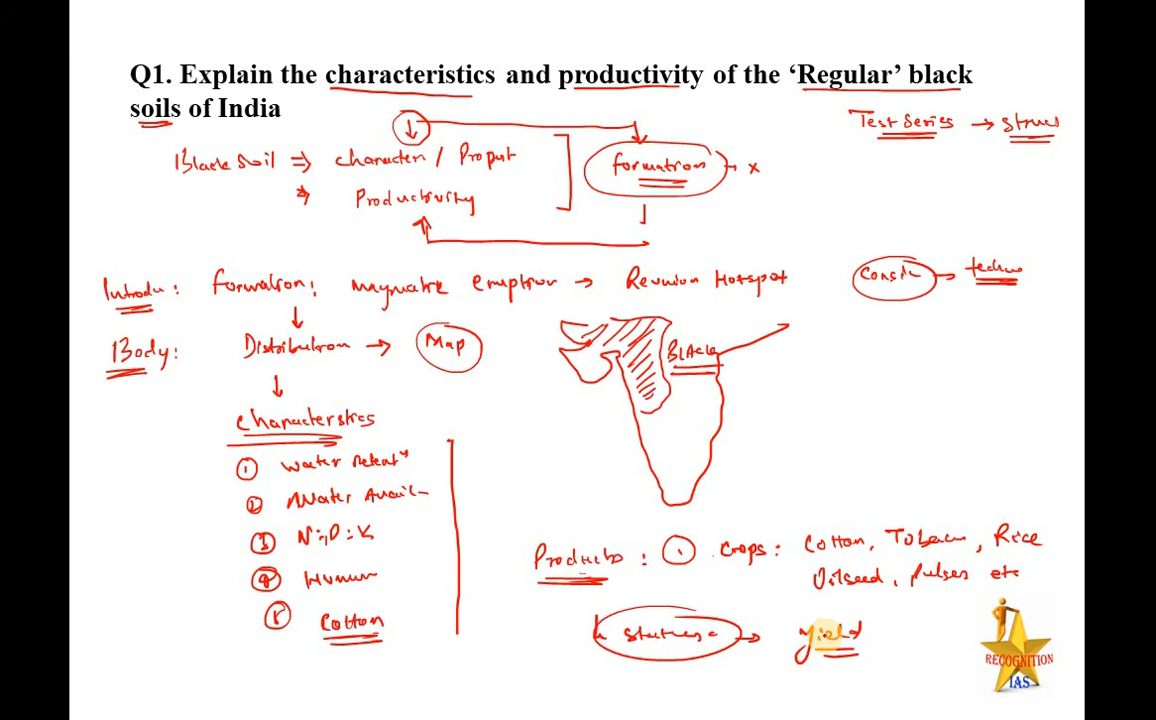 Q1. Explain the characteristics and productivity of the ‘Regular’ black
soils of India
Test Series → Struc
Black Soil ⇒ character / Propert
Formation → x
⇒ Productivity
Introdu : Formation : magmatic eruption → Reunion Hotspot
→ techno
Body : Distribution → Map
BLACK
Characteristics
① Water Retent^n
② Water Avail-
③ N:P:K
④ Humus
⑤ Cotton
Products : ① Crops : Cotton, Tobacco, Rice
Oilseed, Pulses etc
→ yield
RECOGNITION
IAS